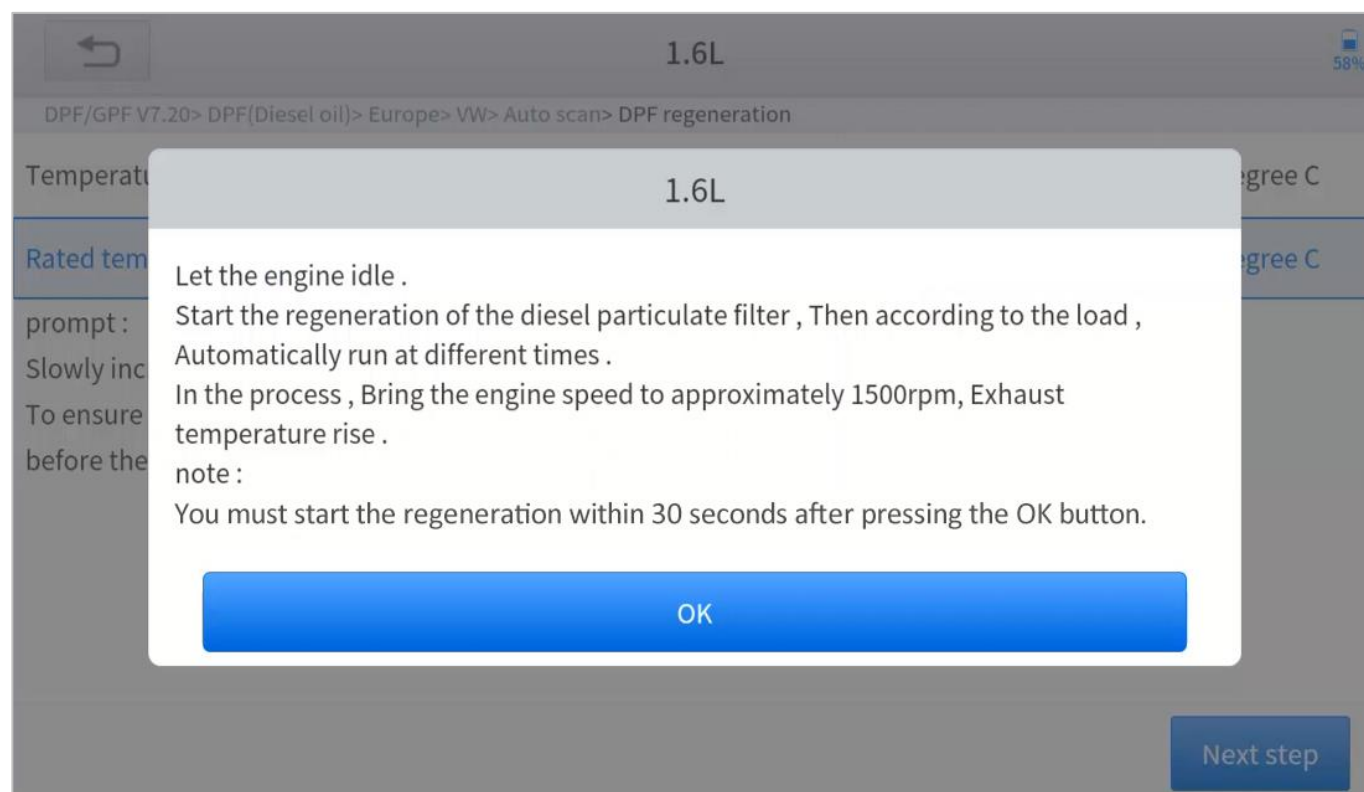 1.6L
58%
DPF/GPF V7.20> DPF(Diesel oil)> Europe> VW> Auto scan> DPF regeneration
1.6L
egree C
Rated tem
egree C
Let the engine idle .
Start the regeneration of the diesel particulate filter , Then according to the load ,
Automatically run at different times .
In the process , Bring the engine speed to approximately 1500rpm, Exhaust
temperature rise .
note :
You must start the regeneration within 30 seconds after pressing the OK button.
prompt :
Slowly inc
To ensure
before the
OK
Next step